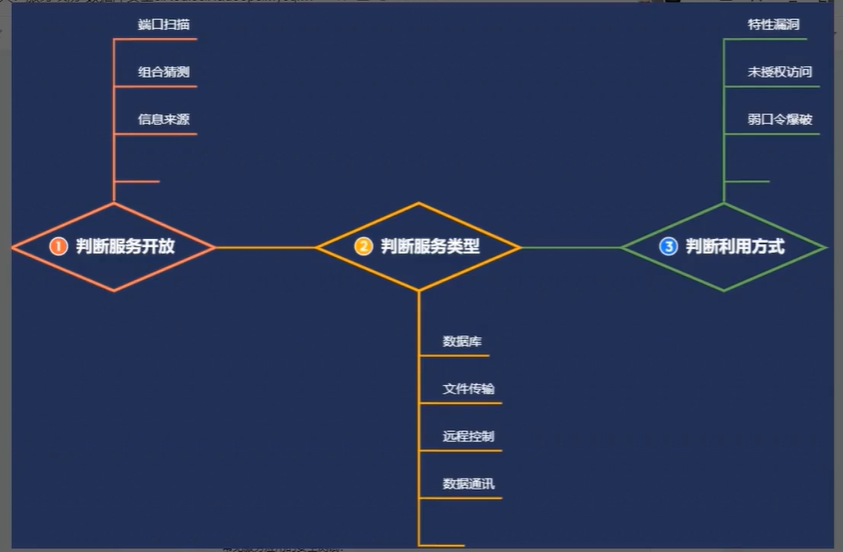 端口扫描
组合猜测
信息来源
① 判断服务开放
② 判断服务类型
数据库
文件传输
远程控制
数据通讯
特性漏洞
未授权访问
弱口令爆破
③ 判断利用方式